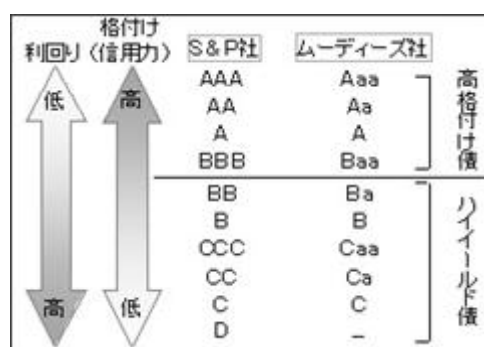 格付け
利回り（信用力） S＆P社 ムーディーズ社
低 高
AAA Aaa
AA Aa
A A
BBB Baa
高格付け債
BB Ba
B B
CCC Caa
CC Ca
C C
D －
高 低
ハイイールド債